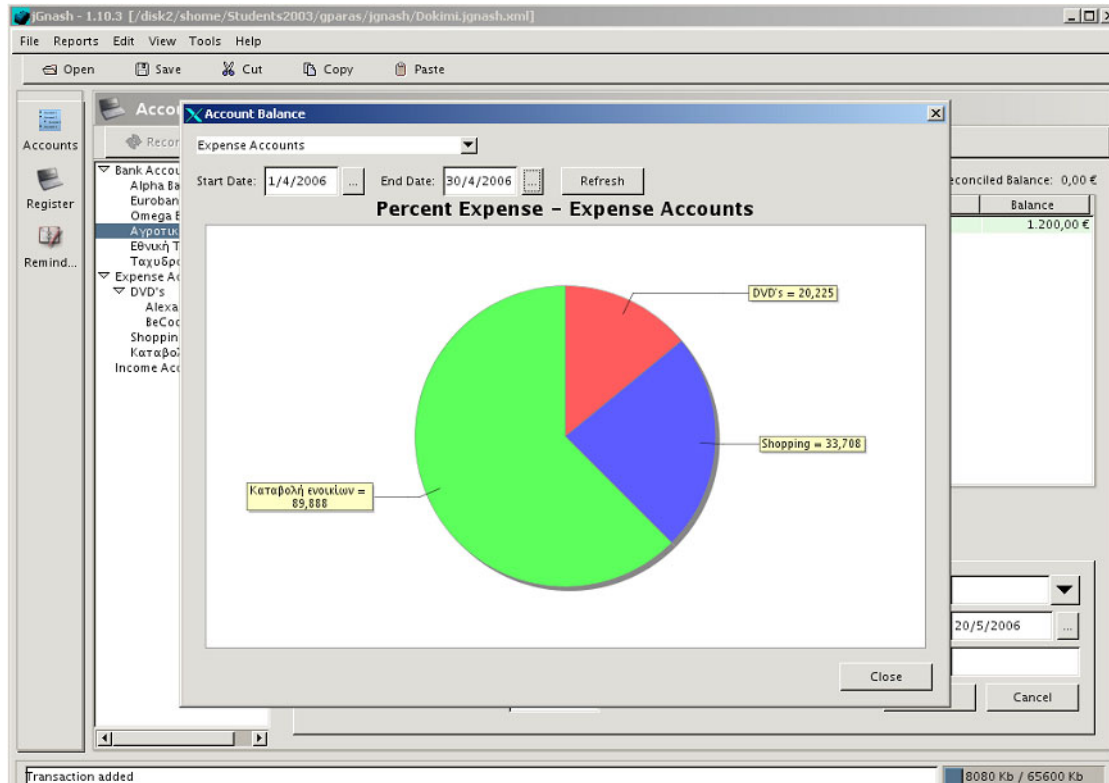 jGnash - 1.10.3 [/disk2/shome/Students2003/gparas/jgnash/Dokimi.jgnash.xml]
File Reports Edit View Tools Help
Open Save Cut Copy Paste
Accounts
Register
Remind...
Accou
Recor
Bank Accou
Alpha Ba
Euroban
Omega B
Αγροτικ
Εθνική Τ
Ταχυδρο
Expense Ac
DVD's
Alexa
BeCoo
Shoppin
Καταβολ
Income Acc
Account Balance
Expense Accounts
Start Date: 1/4/2006 ... End Date: 30/4/2006 ... Refresh
Percent Expense – Expense Accounts
DVD's = 20,225
Shopping = 33,708
Καταβολή ενοικίων =
89,888
Close
econciled Balance: 0,00 €
Balance
1.200,00 €
20/5/2006 ...
Cancel
Transaction added
8080 Kb / 65600 Kb